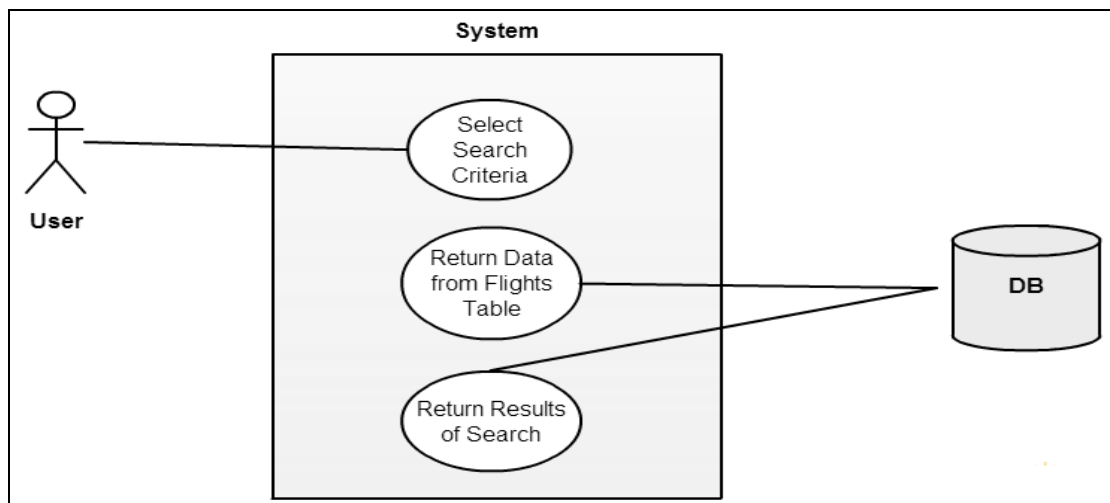 System
User
Select
Search
Criteria
Return Data
from Flights
Table
DB
Return Results
of Search